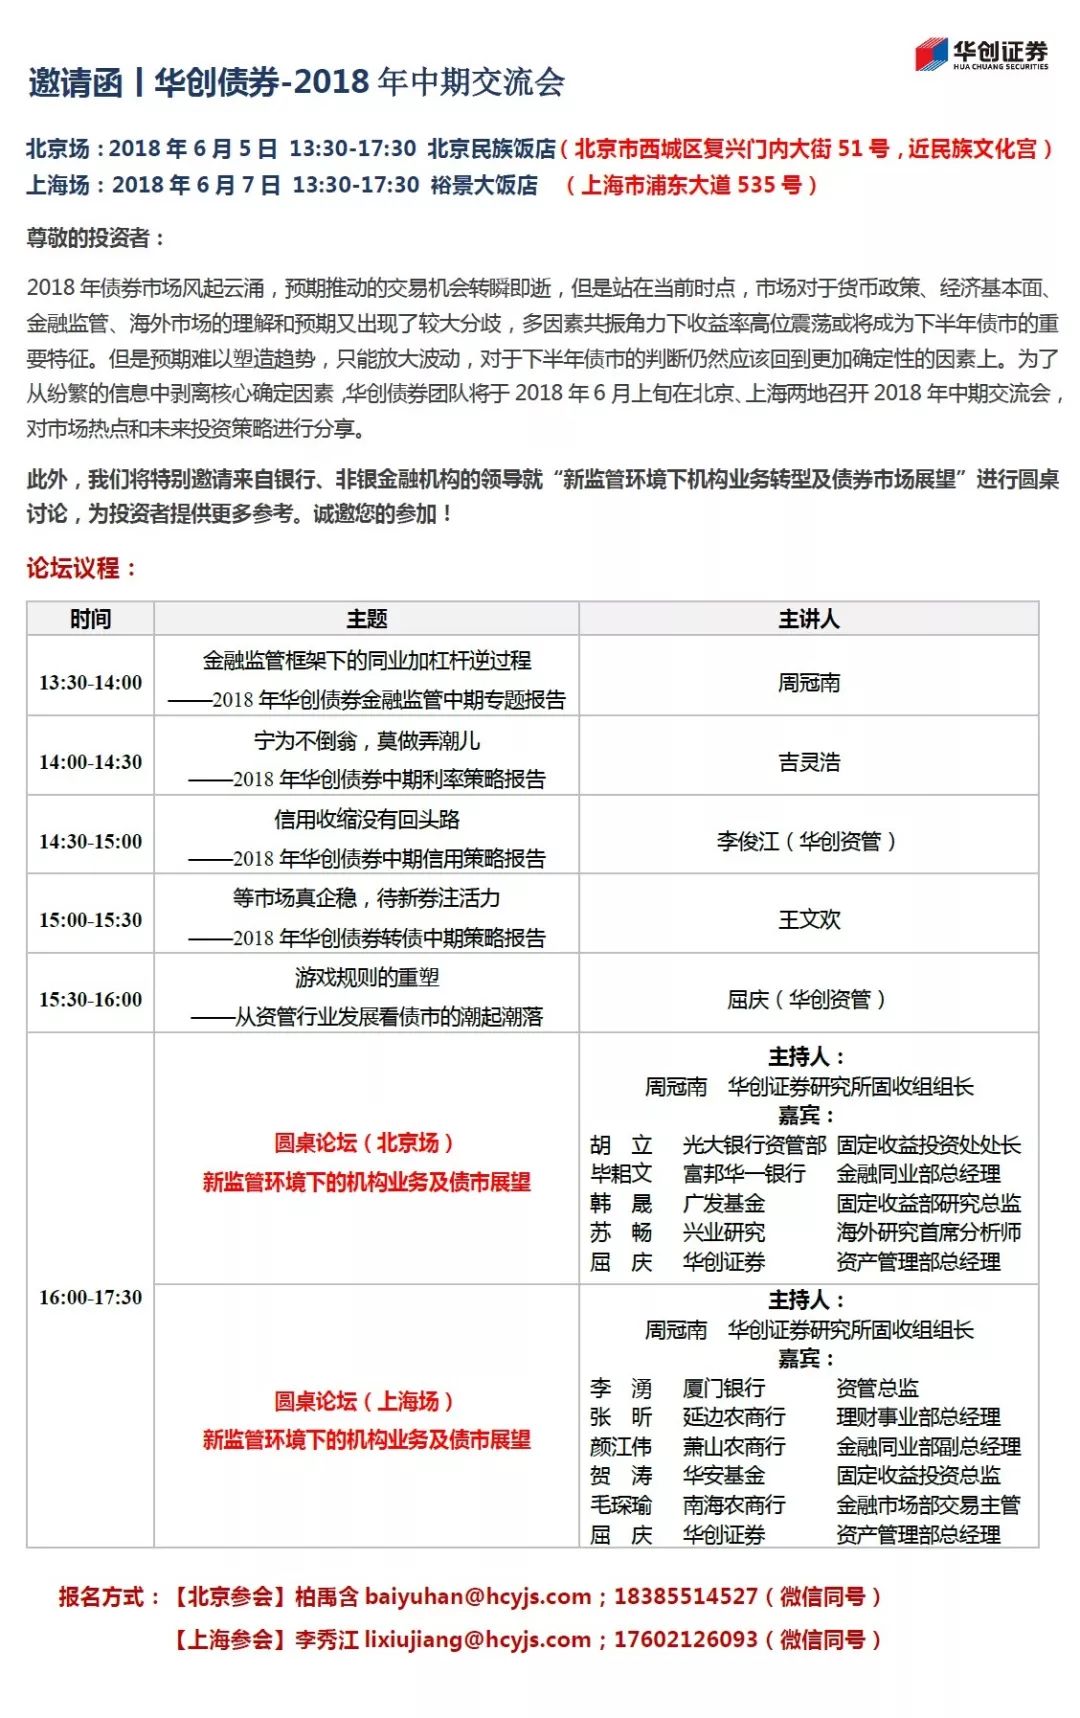 华创证券
HUA CHUANG SECURITIES
邀请函丨华创债券-2018 年中期交流会
北京场：2018 年 6 月 5 日 13:30-17:30 北京民族饭店（北京市西城区复兴门内大街 51 号，近民族文化宫）
上海场：2018 年 6 月 7 日 13:30-17:30 裕景大饭店 （上海市浦东大道 535 号）
尊敬的投资者：
2018 年债券市场风起云涌，预期推动的交易机会转瞬即逝，但是站在当前时点，市场对于货币政策、经济基本面、
金融监管、海外市场的理解和预期又出现了较大分歧，多因素共振角力下收益率高位震荡或将成为下半年债市的重
要特征。但是预期难以塑造趋势，只能放大波动，对于下半年债市的判断仍然应该回到更加确定性的因素上。为了
从纷繁的信息中剥离核心确定因素，华创债券团队将于 2018 年 6 月上旬在北京、上海两地召开 2018 年中期交流会，
对市场热点和未来投资策略进行分享。
此外，我们将特别邀请来自银行、非银金融机构的领导就“新监管环境下机构业务转型及债券市场展望”进行圆桌
讨论，为投资者提供更多参考。诚邀您的参加！
论坛议程：
时间 主题 主讲人
13:30-14:00 金融监管框架下的同业加杠杆逆过程 周冠南
——2018 年华创债券金融监管中期专题报告
14:00-14:30 宁为不倒翁，莫做弄潮儿 吉灵浩
——2018 年华创债券中期利率策略报告
14:30-15:00 信用收缩没有回头路 李俊江（华创资管）
——2018 年华创债券中期信用策略报告
15:00-15:30 等市场真企稳，待新券注活力 王文欢
——2018 年华创债券转债中期策略报告
15:30-16:00 游戏规则的重塑 屈庆（华创资管）
——从资管行业发展看债市的潮起潮落
16:00-17:30
圆桌论坛（北京场）
新监管环境下的机构业务及债市展望
主持人：
周冠南 华创证券研究所固收组组长
嘉宾：
胡 立 光大银行资管部 固定收益投资处处长
毕耜文 富邦华一银行 金融同业部总经理
韩 晟 广发基金 固定收益部研究总监
苏 畅 兴业研究 海外研究首席分析师
屈 庆 华创证券 资产管理部总经理
圆桌论坛（上海场）
新监管环境下的机构业务及债市展望
主持人：
周冠南 华创证券研究所固收组组长
嘉宾：
李 湧 厦门银行 资管总监
张 昕 延边农商行 理财事业部总经理
颜江伟 萧山农商行 金融同业部副总经理
贺 涛 华安基金 固定收益投资总监
毛琛瑜 南海农商行 金融市场部交易主管
屈 庆 华创证券 资产管理部总经理
报名方式：【北京参会】柏禹含 baiyuhan@hcyjs.com；18385514527（微信同号）
【上海参会】李秀江 lixiujiang@hcyjs.com；17602126093（微信同号）